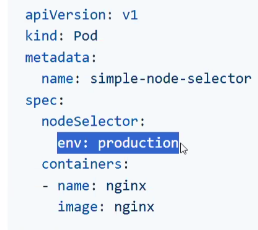 apiVersion: v1
kind: Pod
metadata:
  name: simple-node-selector
spec:
  nodeSelector:
    env: production
  containers:
  - name: nginx
    image: nginx